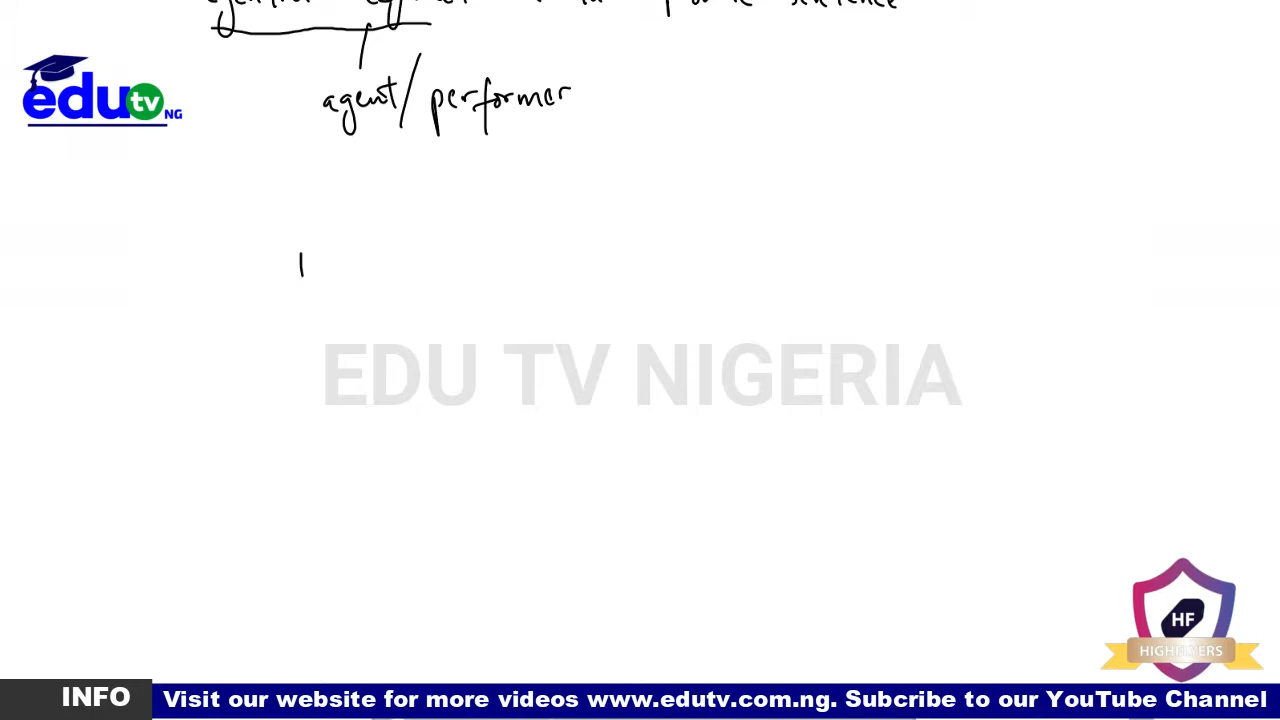 sentence
edutv NG
agent/performer
EDU TV NIGERIA
HF
HIGHFLYERS
INFO
Visit our website for more videos www.edutv.com.ng. Subcribe to our YouTube Channel